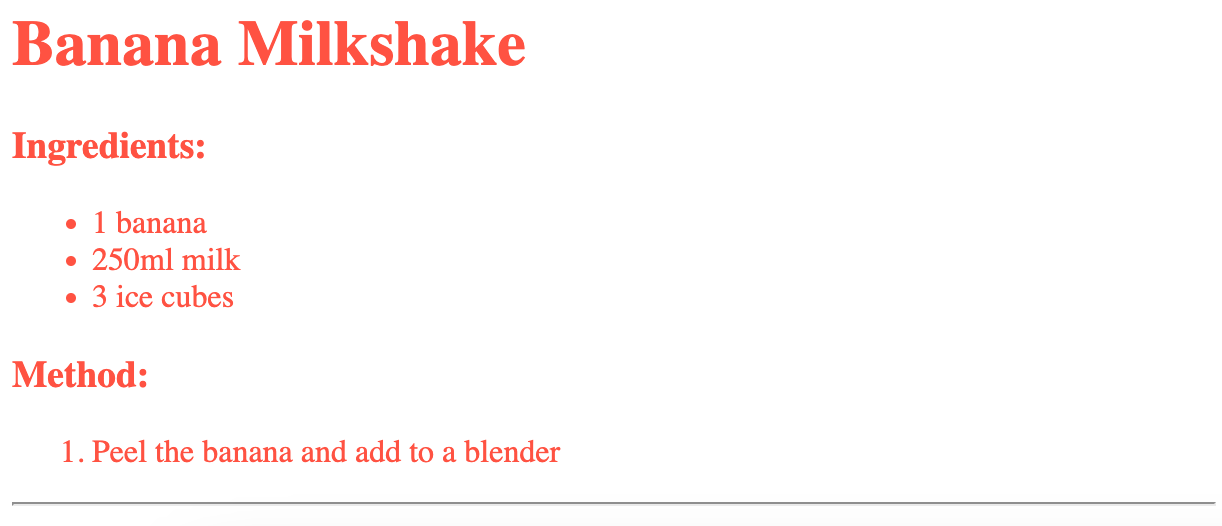 Banana Milkshake
Ingredients:
• 1 banana
• 250ml milk
• 3 ice cubes
Method:
1. Peel the banana and add to a blender